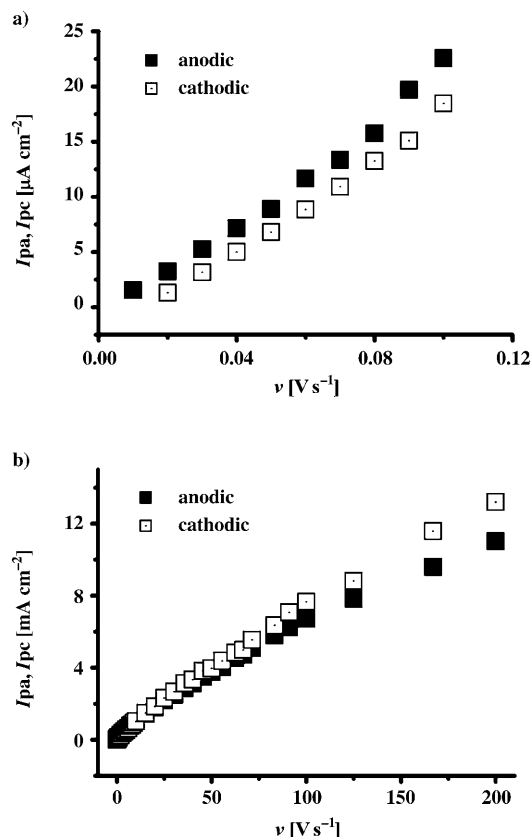 a)
25
20
15
10
5
0
anodic
cathodic
Ipa, Ipc [μA cm⁻²]
0.00 0.04 0.08 0.12
ν [V s⁻¹]
b)
12
8
4
0
anodic
cathodic
Ipa, Ipc [mA cm⁻²]
0 50 100 150 200
ν [V s⁻¹]